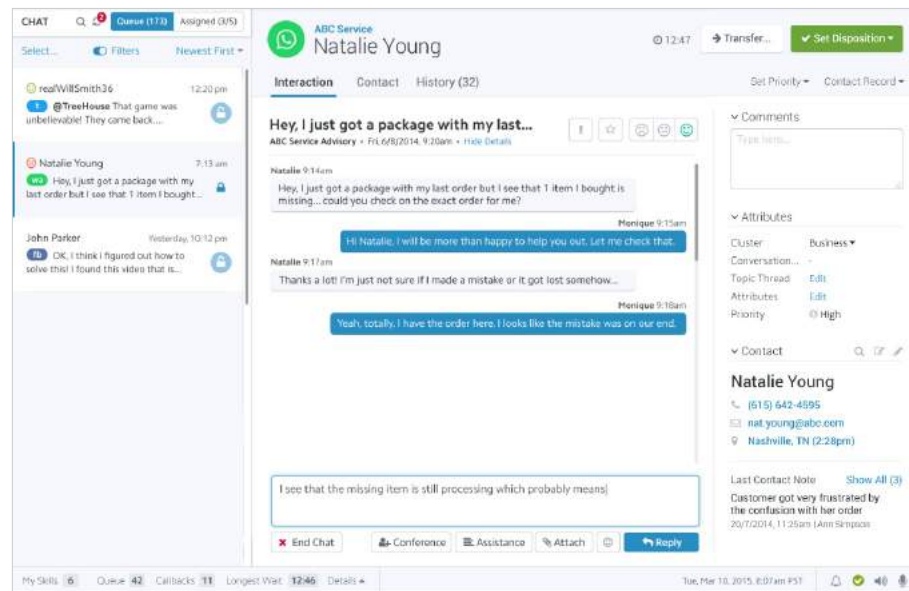 CHAT
2
Queue (173)
Assigned (3/5)
Select...
Filters
Newest First
realWillSmith36
12:20 pm
@TreeHouse That game was
unbelievable! They came back....
Natalie Young
7:13 am
Hey, I just got a package with my
last order but I see that 1 item I bought...
John Parker
Yesterday, 10:12 pm
fb OK, I think i figured out how to
solve this! I found this video that is...
ABC Service
Natalie Young
12:47
Transfer...
Set Disposition
Interaction
Contact
History (32)
Set Priority
Contact Record
Hey, I just got a package with my last...
ABC Service Advisory • Fri, 6/8/2014, 9:20am • Hide Details
Natalie 9:14am
Hey, I just got a package with my last order but I see that 1 item I bought is
missing... could you check on the exact order for me?
Monique 9:15am
Hi Natalie, I will be more than happy to help you out. Let me check that.
Natalie 9:17am
Thanks a lot! I'm just not sure if I made a mistake or it got lost somehow...
Monique 9:18am
Yeah, totally. I have the order here. I looks like the mistake was on our end.
I see that the missing item is still processing which probably means
End Chat
Conference
Assistance
Attach
Reply
Comments
Type here...
Attributes
Cluster
Business
Conversation...
-
Topic Thread
Edit
Attributes
Edit
Priority
High
Contact
Natalie Young
(615) 642-4595
nat.young@abc.com
Nashville, TN (2:28pm)
Last Contact Note
Show All (3)
Customer got very frustrated by
the confusion with her order
20/7/2014, 11:25am | Ann Simpson
My Skills 6
Queue 42
Callbacks 11
Longest Wait 12:46
Details
Tue, Mar 10, 2015, 8:07am PST